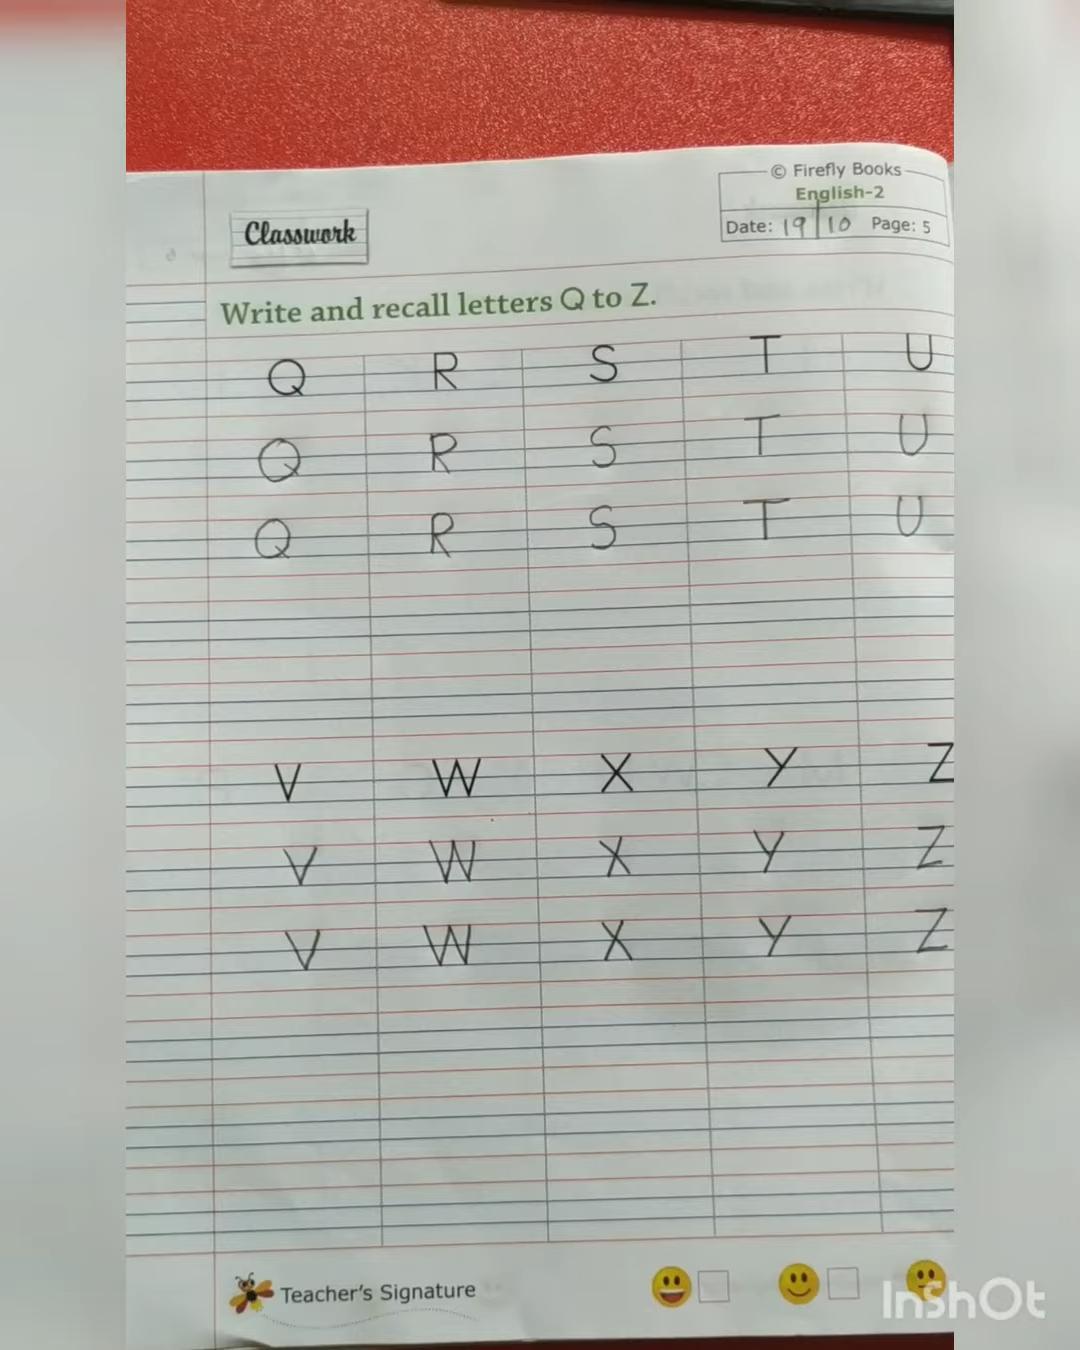 © Firefly Books
English-2
Classwork
Date: 19/10 Page: 5
Write and recall letters Q to Z.
Q R S T U
Q R S T U
Q R S T U
V W X Y Z
V W X Y Z
V W X Y Z
Teacher's Signature
InShOt